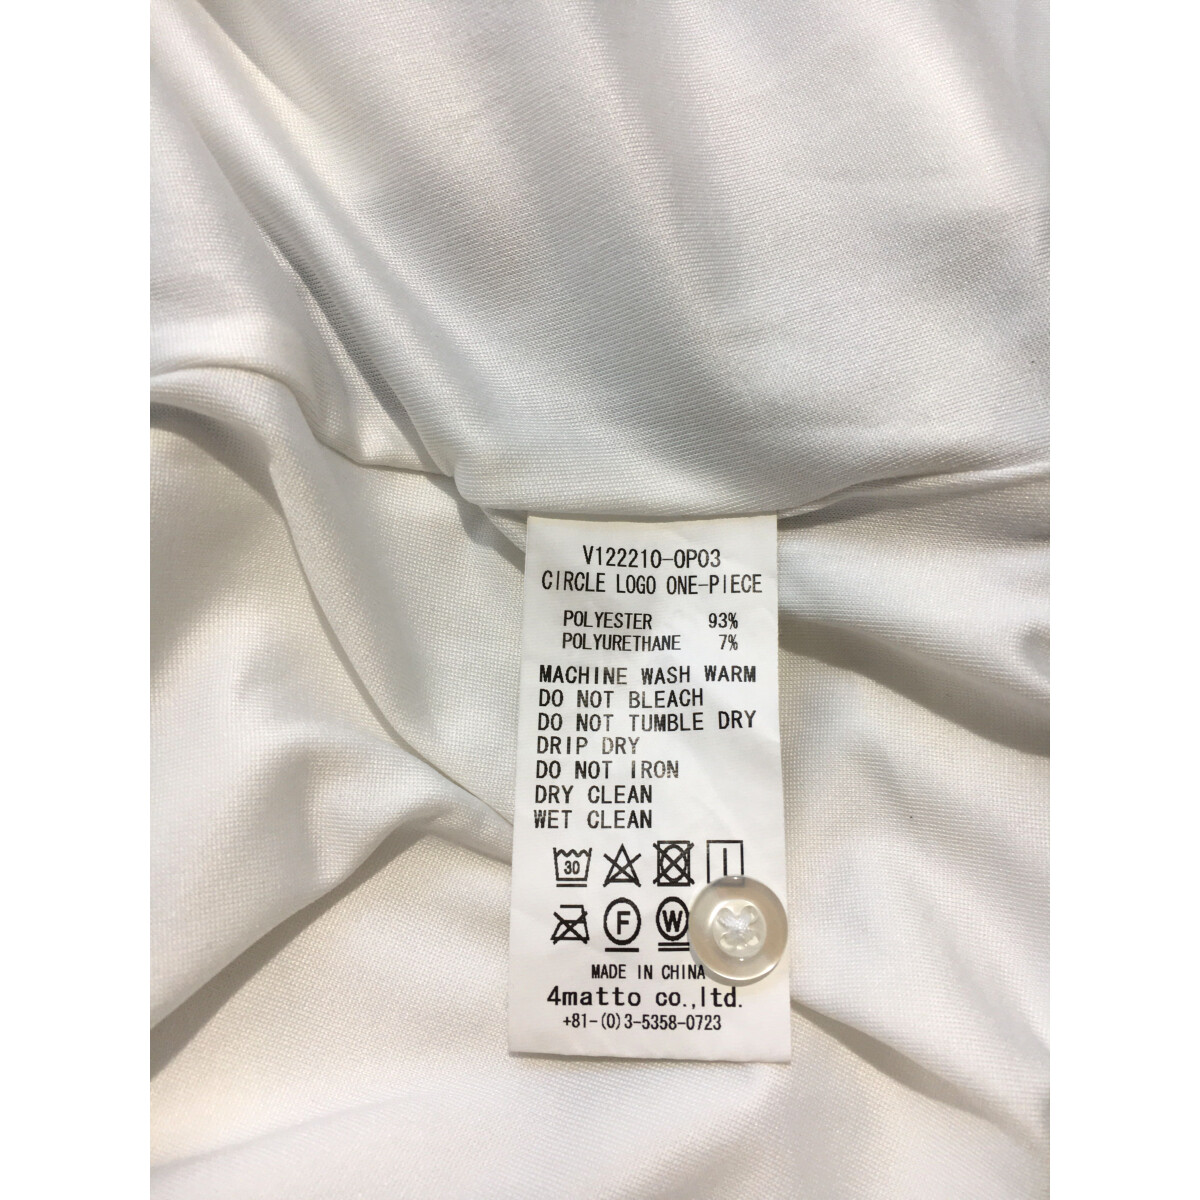 V122210-OP03
CIRCLE LOGO ONE-PIECE
POLYESTER 93%
POLYURETHANE 7%
MACHINE WASH WARM
DO NOT BLEACH
DO NOT TUMBLE DRY
DRIP DRY
DO NOT IRON
DRY CLEAN
WET CLEAN
30
F W
MADE IN CHINA
4matto co.,ltd.
+81-(0)3-5358-0723